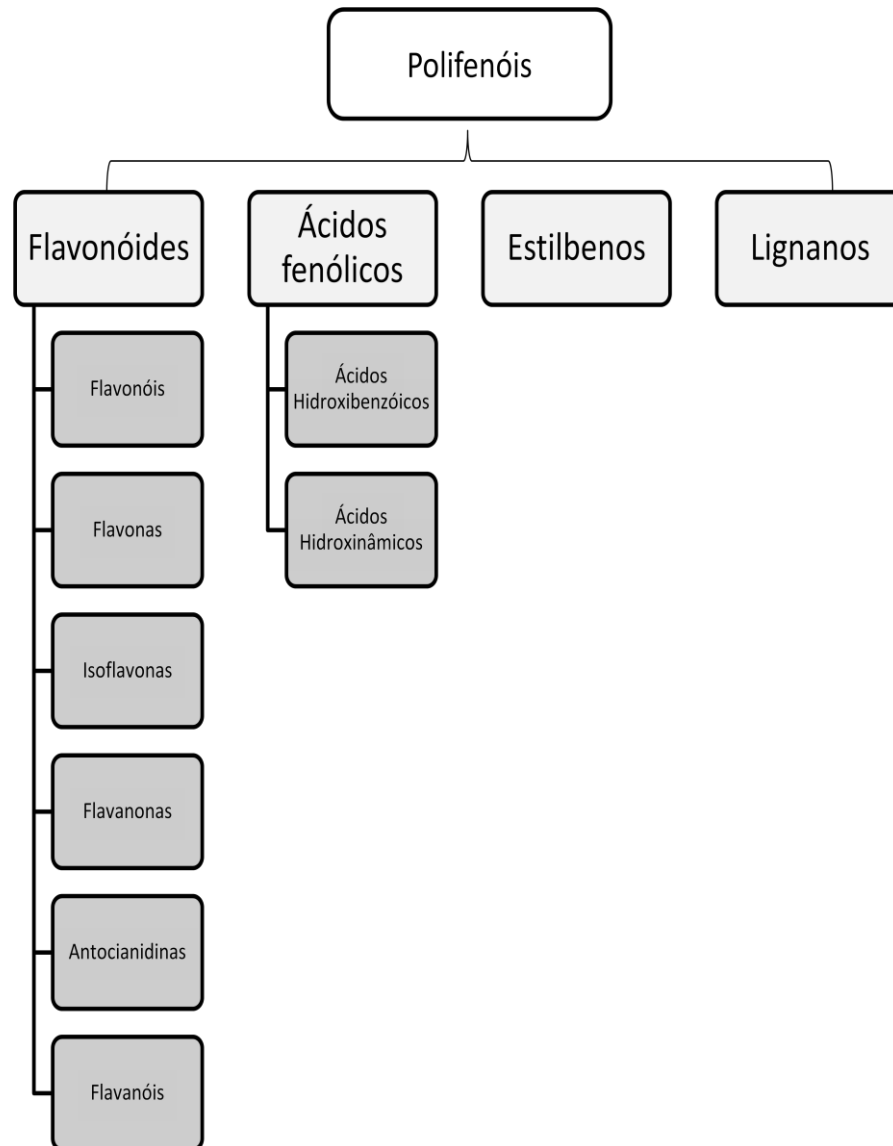 Polifenóis
Flavonóides
Ácidos
fenólicos
Estilbenos
Lignanos
Flavonóis
Flavonas
Isoflavonas
Flavanonas
Antocianidinas
Flavanóis
Ácidos
Hidroxibenzóicos
Ácidos
Hidroxinâmicos